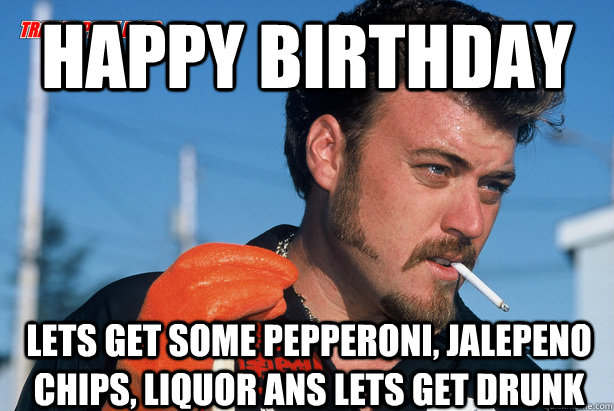 HAPPY BIRTHDAY
LETS GET SOME PEPPERONI, JALEPENO
CHIPS, LIQUOR ANS LETS GET DRUNK